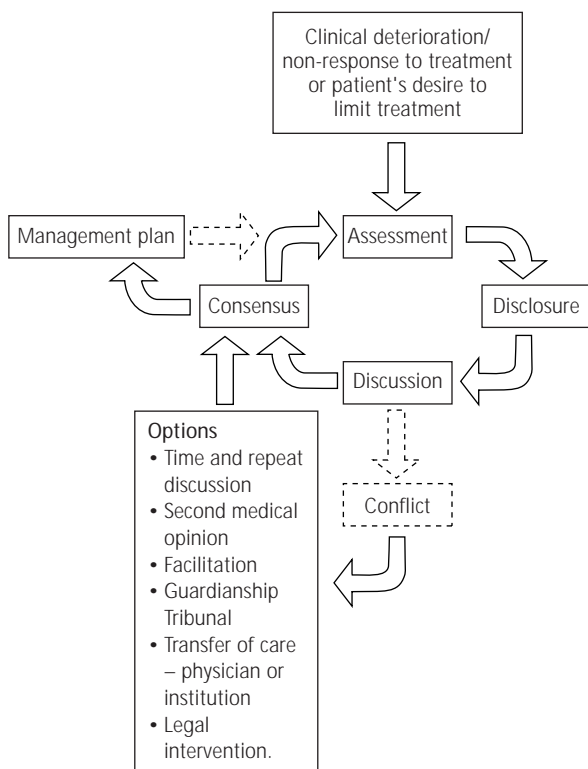 Clinical deterioration/
non-response to treatment
or patient's desire to
limit treatment
Management plan
Assessment
Consensus
Disclosure
Discussion
Options
• Time and repeat
discussion
• Second medical
opinion
• Facilitation
• Guardianship
Tribunal
• Transfer of care
– physician or
institution
• Legal
intervention.
Conflict